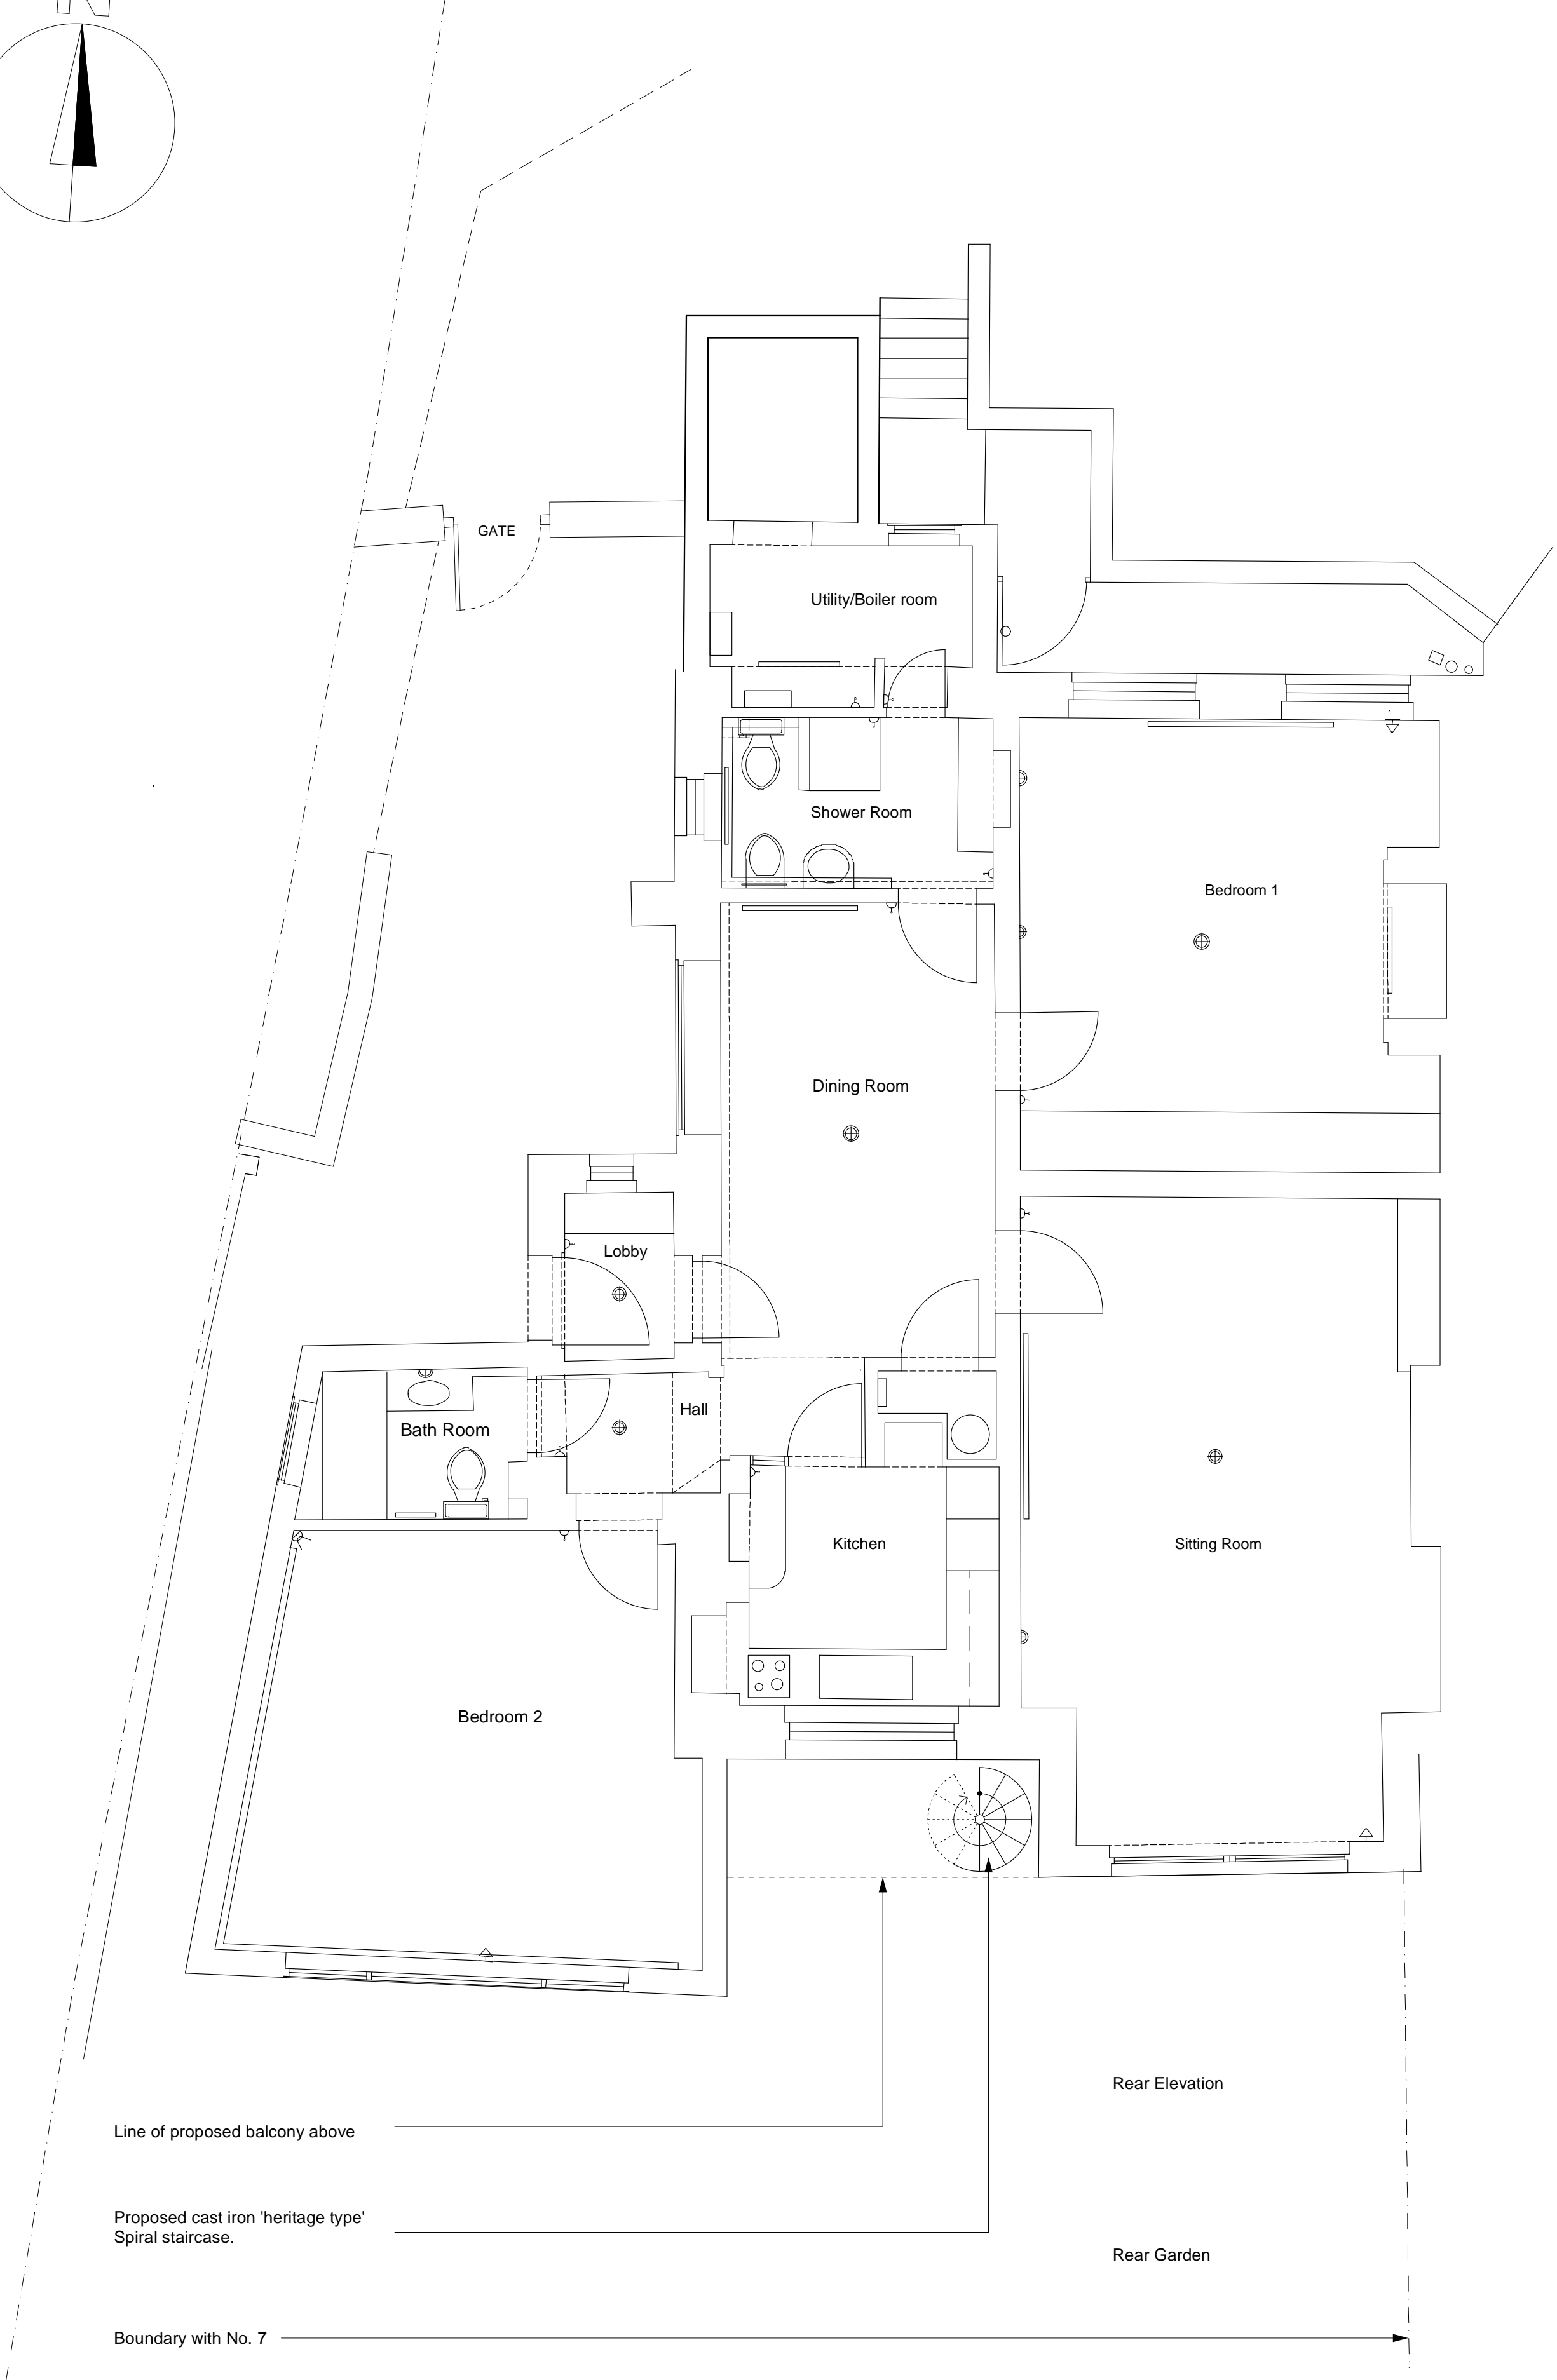 N
GATE
Utility/Boiler room
Shower Room
Bedroom 1
Dining Room
Lobby
Hall
Bath Room
Kitchen
Sitting Room
Bedroom 2
Rear Elevation
Line of proposed balcony above
Proposed cast iron 'heritage type'
Spiral staircase.
Rear Garden
Boundary with No. 7